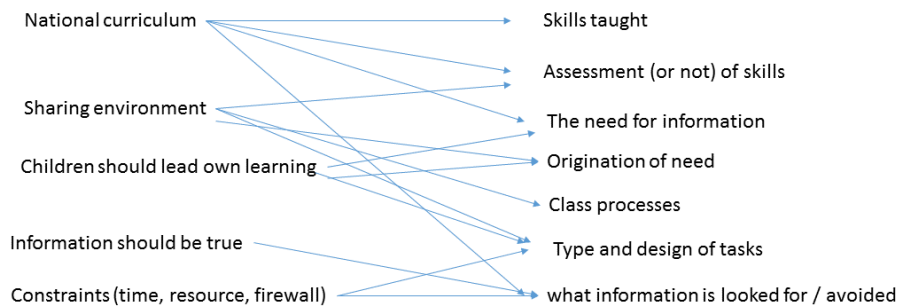 National curriculum
Skills taught
Assessment (or not) of skills
Sharing environment
The need for information
Children should lead own learning
Origination of need
Class processes
Information should be true
Type and design of tasks
Constraints (time, resource, firewall)
what information is looked for / avoided